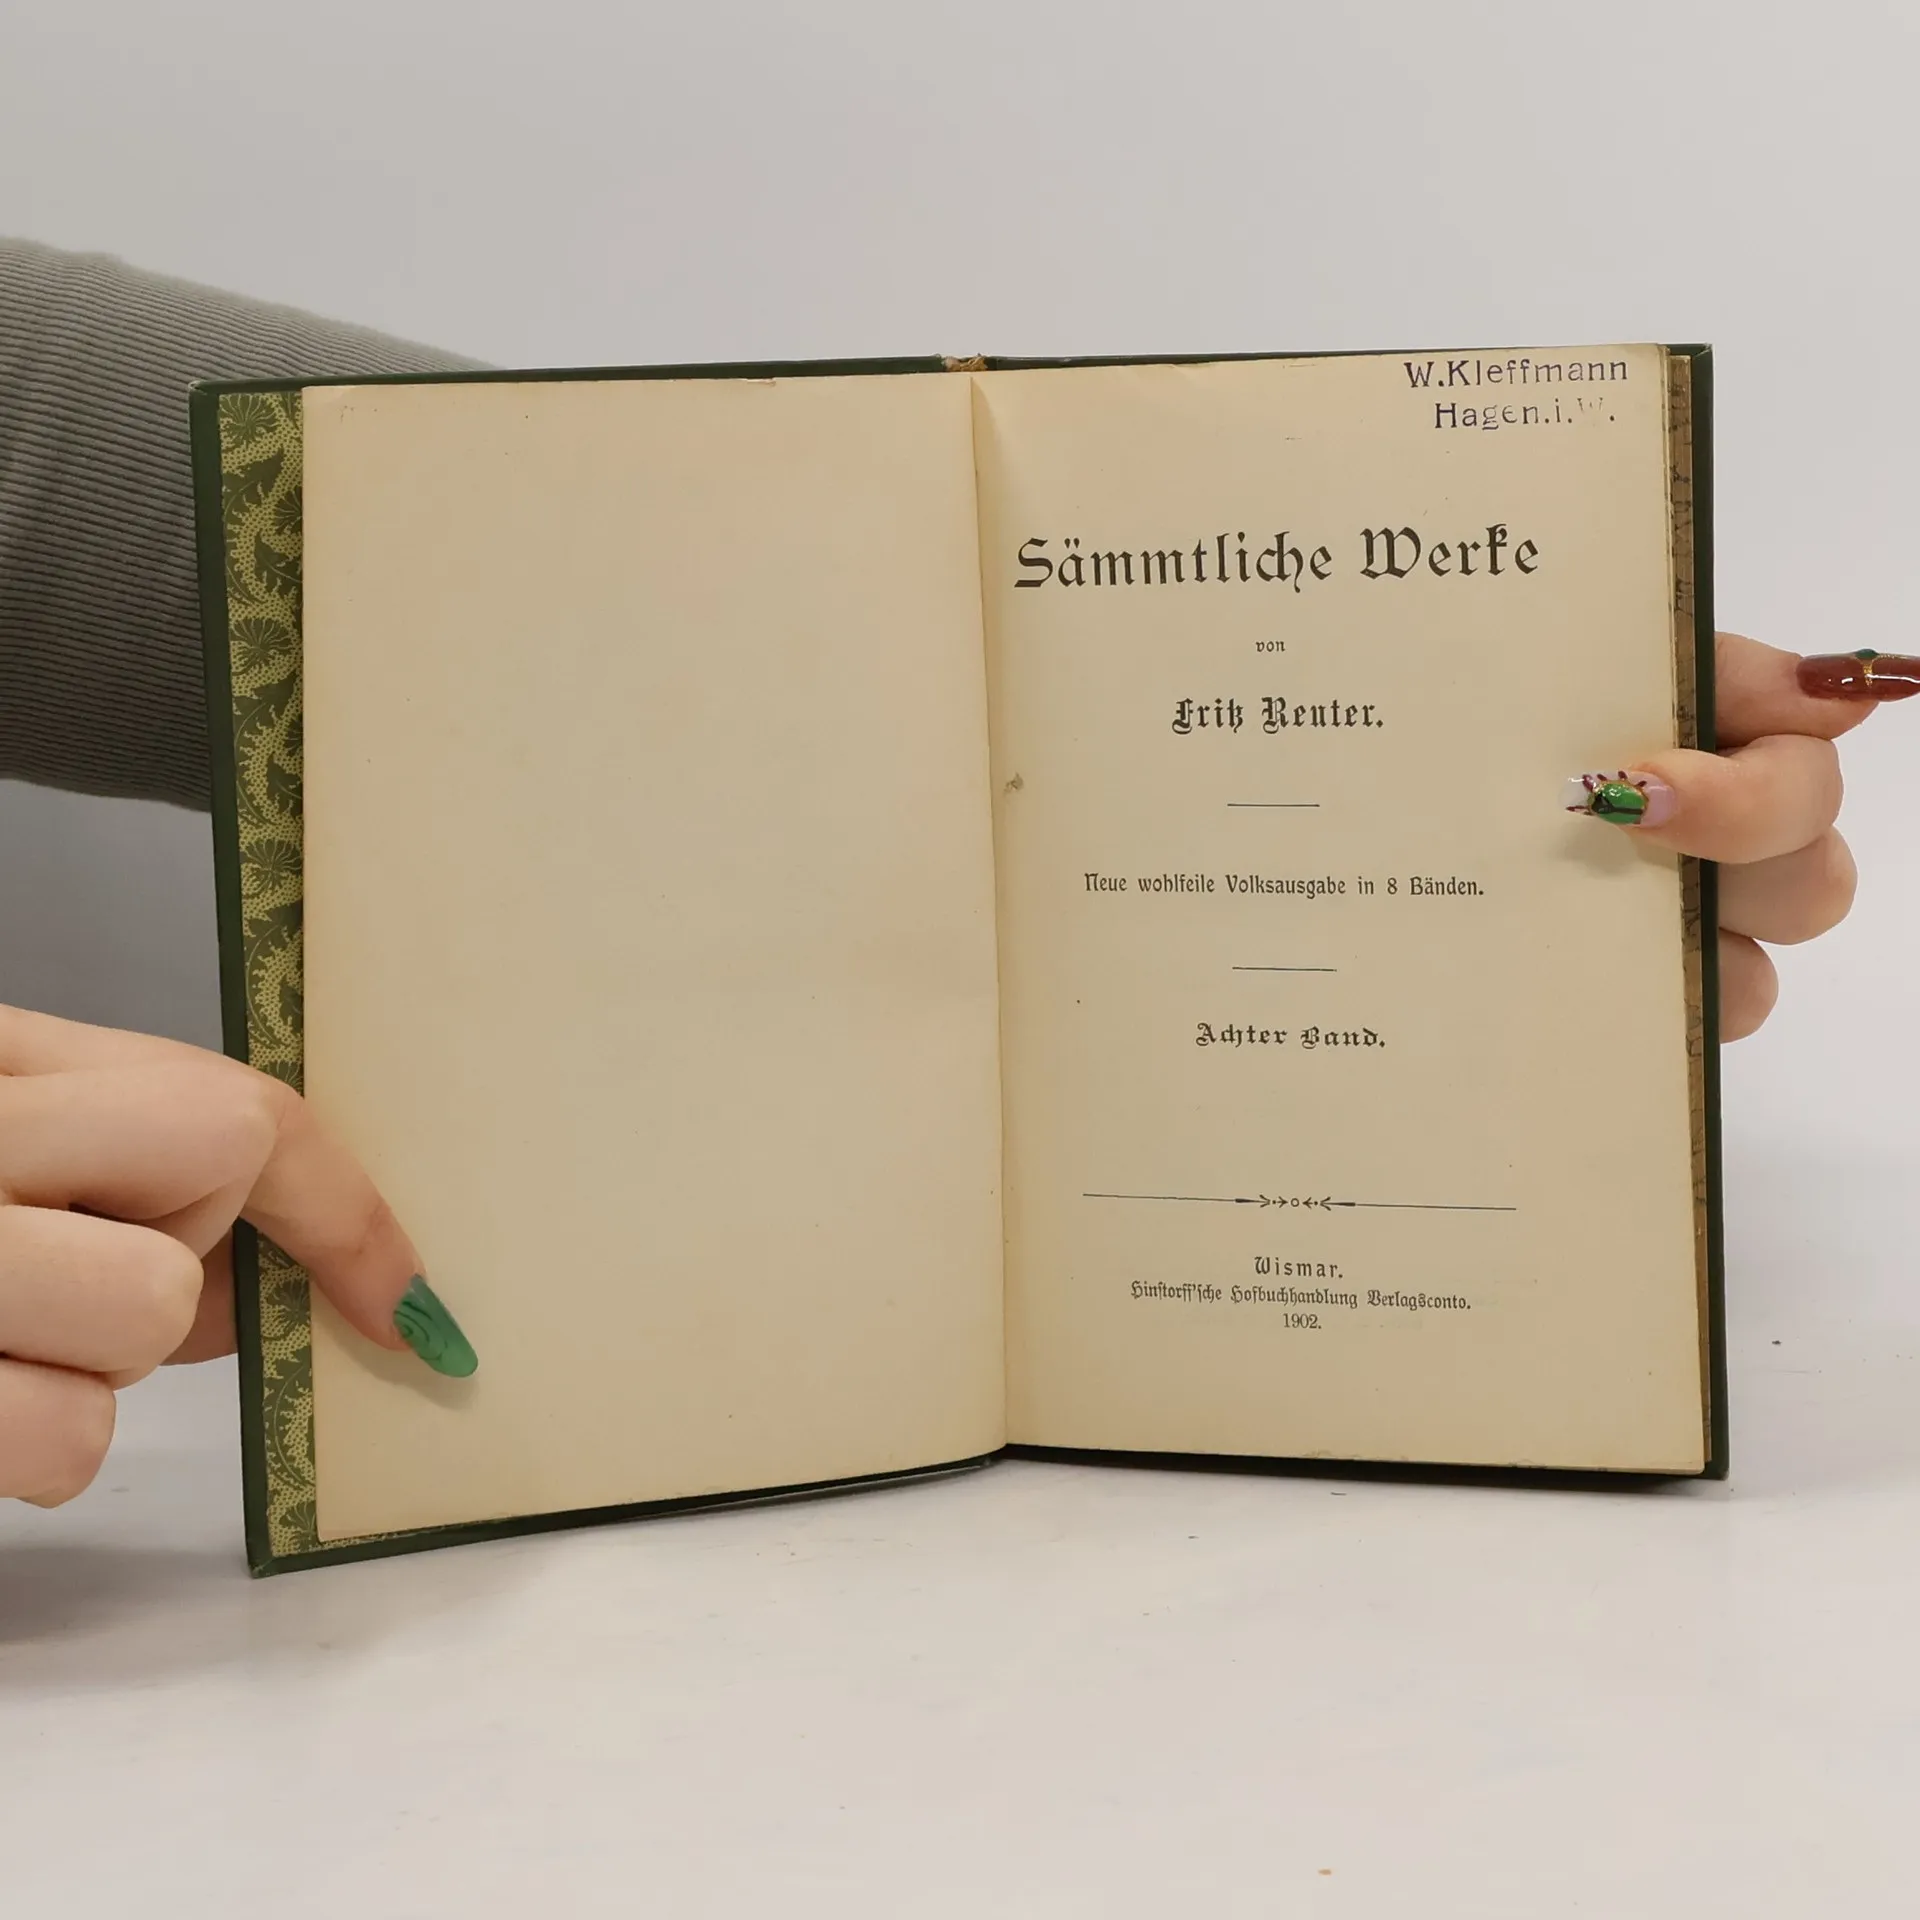 W.Kleffmann
Hagen.i.W.
Sämmtliche Werke
von
Fritz Reuter.
Neue wohlfeile Volksausgabe in 8 Bänden.
Achter Band.
Wismar.
Hinstorff'sche Hofbuchhandlung Verlagsconto.
1902.